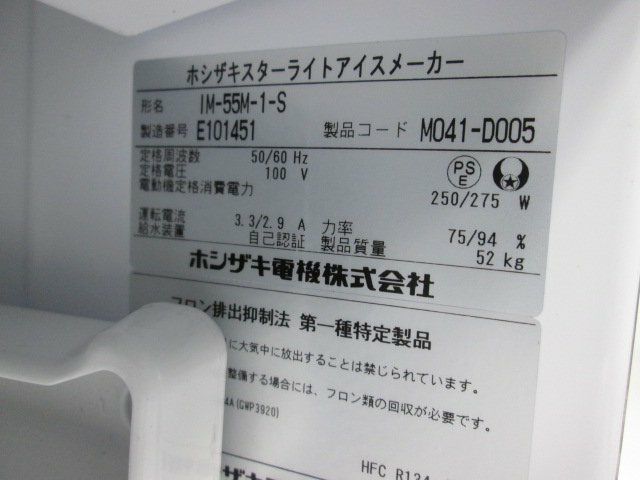 ホシザキスターライトアイスメーカー
形名 IM-55M-1-S
製造番号 E101451 製品コード M041-D005
定格周波数 50/60 Hz
定格電圧 100 V
PS E
電動機定格消費電力 250/275 W
運転電流 3.3/2.9 A 力率 75/94 %
給水装置 自己認証 製品質量 52 kg
ホシザキ電機株式会社
フロン排出抑制法 第一種特定製品
に大気中に放出することは禁じられています。
整備する場合には、フロン類の回収が必要です。
4A(GWP3920)
HFC R134